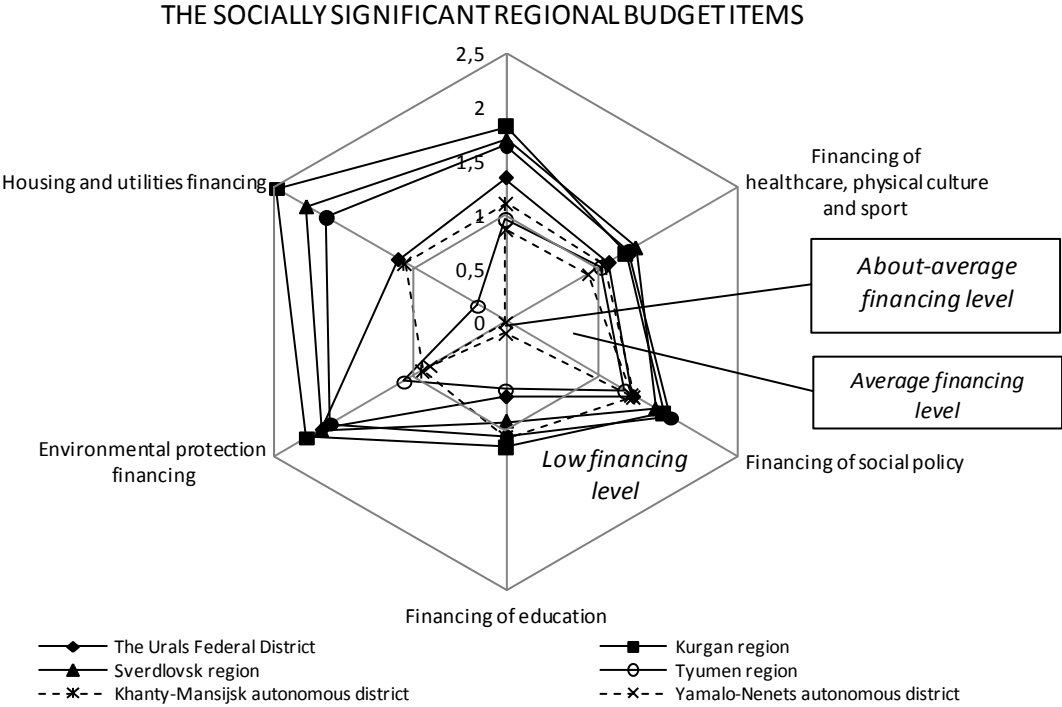 THE SOCIALLY SIGNIFICANT REGIONAL BUDGET ITEMS
2,5
2
1,5
1
0,5
0
Financing of
healthcare, physical culture
and sport
Housing and utilities financing
About-average
financing level
Average financing
level
Environmental protection
financing
Low financing
level
Financing of social policy
Financing of education
The Urals Federal District
Kurgan region
Sverdlovsk region
Tyumen region
Khanty-Mansijsk autonomous district
Yamalo-Nenets autonomous district